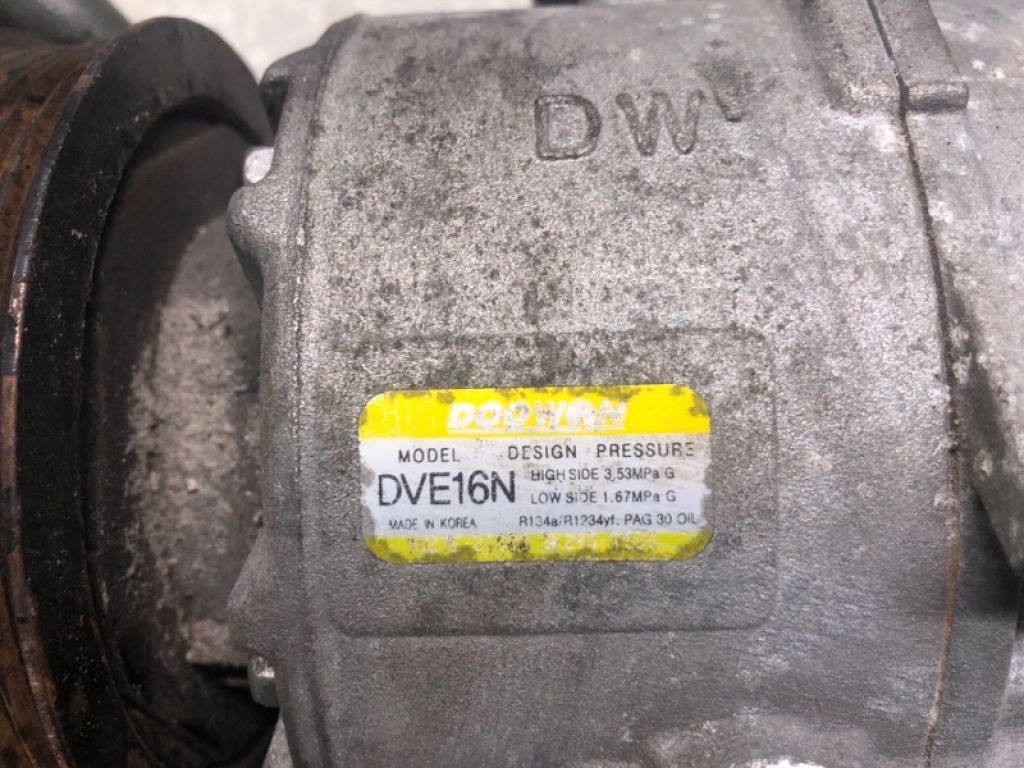 DW
DOOWON
MODEL DESIGN PRESSURE
DVE16N HIGH SIDE 3.53MPa G
LOW SIDE 1.67MPa G
MADE IN KOREA R134a/R1234yf. PAG 30 OIL